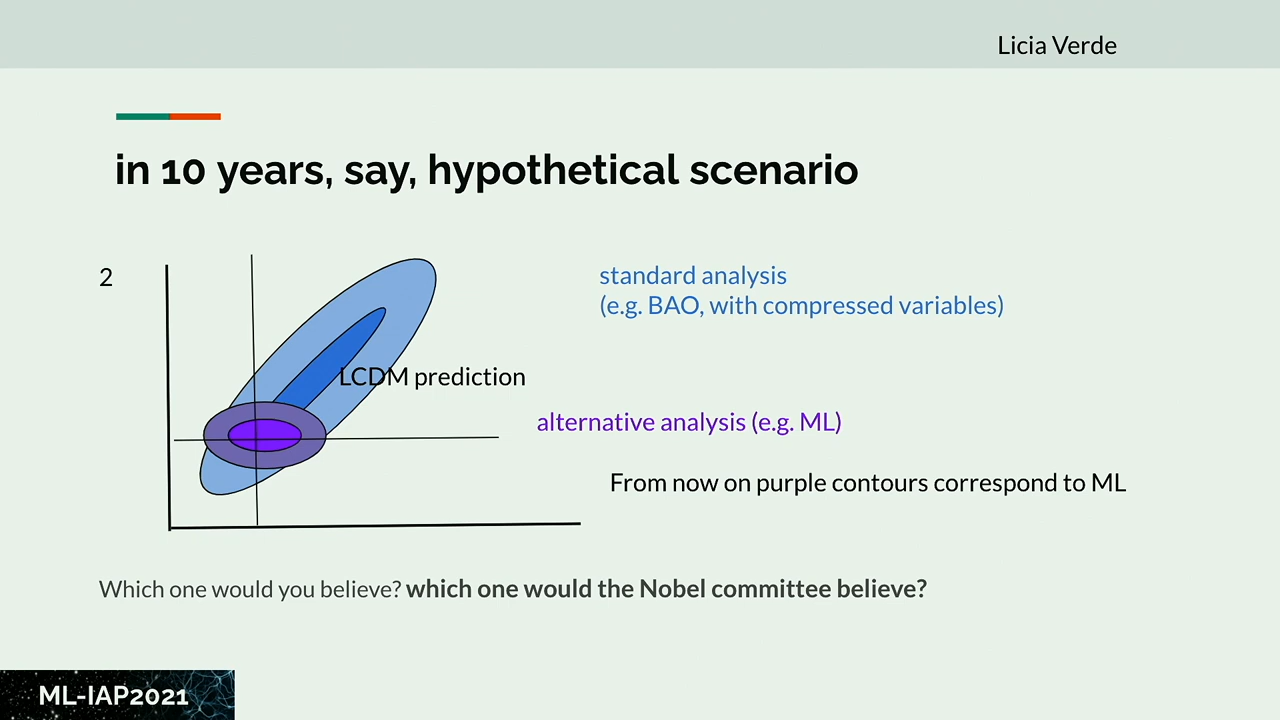 Licia Verde
in 10 years, say, hypothetical scenario
2
standard analysis
(e.g. BAO, with compressed variables)
LCDM prediction
alternative analysis (e.g. ML)
From now on purple contours correspond to ML
Which one would you believe? which one would the Nobel committee believe?
ML-IAP2021